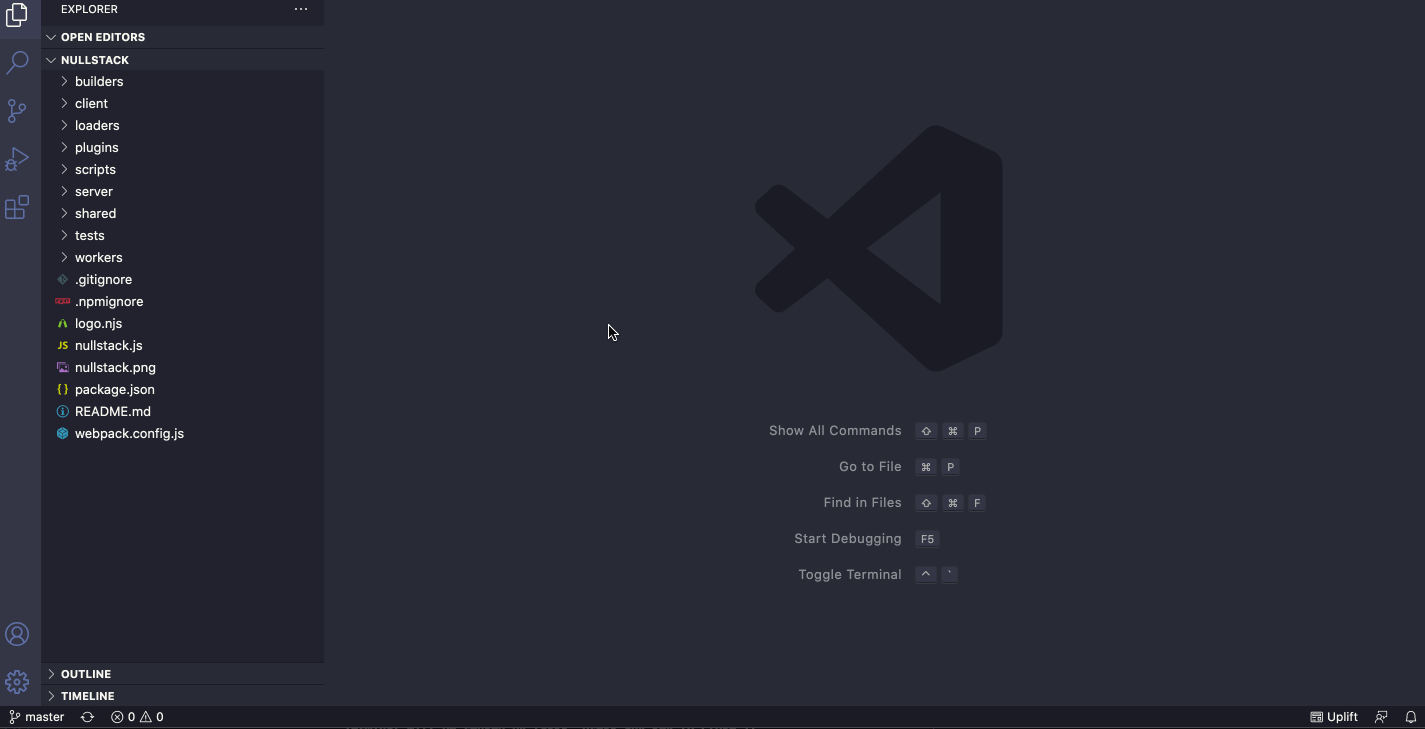 EXPLORER
OPEN EDITORS
NULLSTACK
builders
client
loaders
plugins
scripts
server
shared
tests
workers
.gitignore
.npmignore
logo.njs
JS nullstack.js
nullstack.png
{} package.json
README.md
webpack.config.js
OUTLINE
TIMELINE
Show All Commands ⇧ ⌘ P
Go to File ⌘ P
Find in Files ⇧ ⌘ F
Start Debugging F5
Toggle Terminal ^ `
master 0 0 Uplift